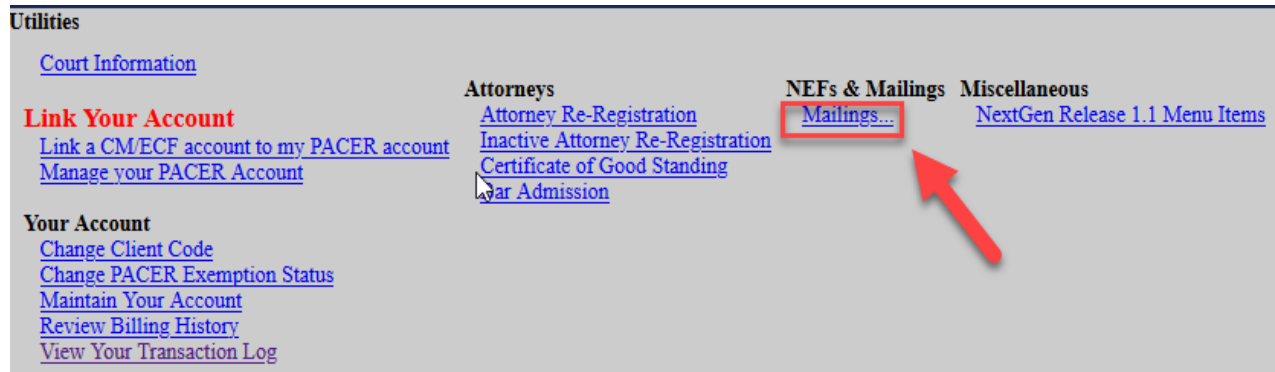 Utilities
Court Information
Link Your Account
Link a CM/ECF account to my PACER account
Manage your PACER Account
Your Account
Change Client Code
Change PACER Exemption Status
Maintain Your Account
Review Billing History
View Your Transaction Log
Attorneys
Attorney Re-Registration
Inactive Attorney Re-Registration
Certificate of Good Standing
Bar Admission
NEFs & Mailings
Mailings...
Miscellaneous
NextGen Release 1.1 Menu Items